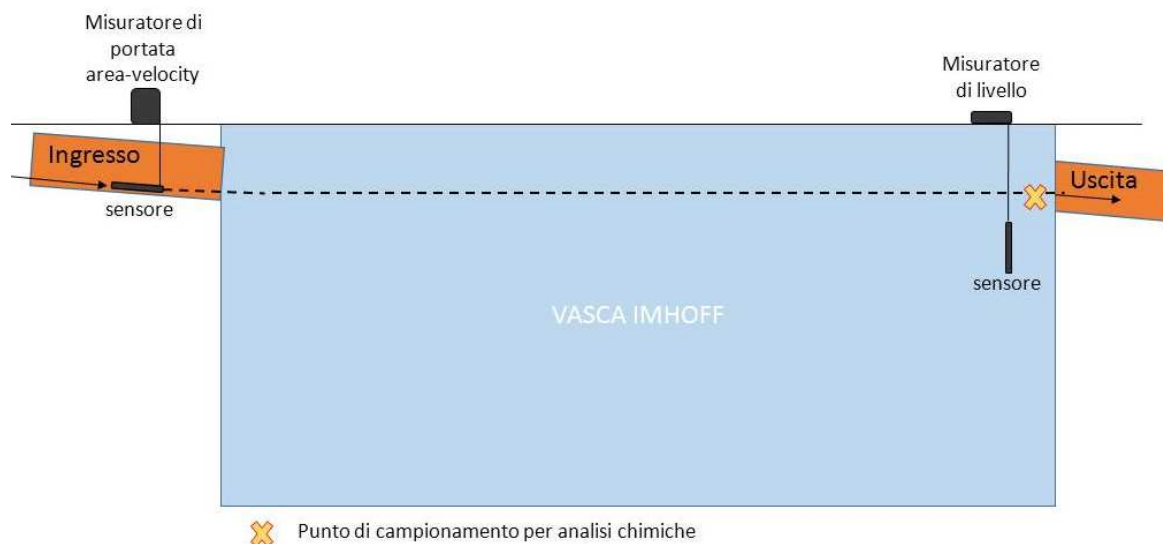 Misuratore di
portata
area-velocity
Misuratore
di livello
Ingresso
Uscita
sensore
sensore
VASCA IMHOFF
Punto di campionamento per analisi chimiche